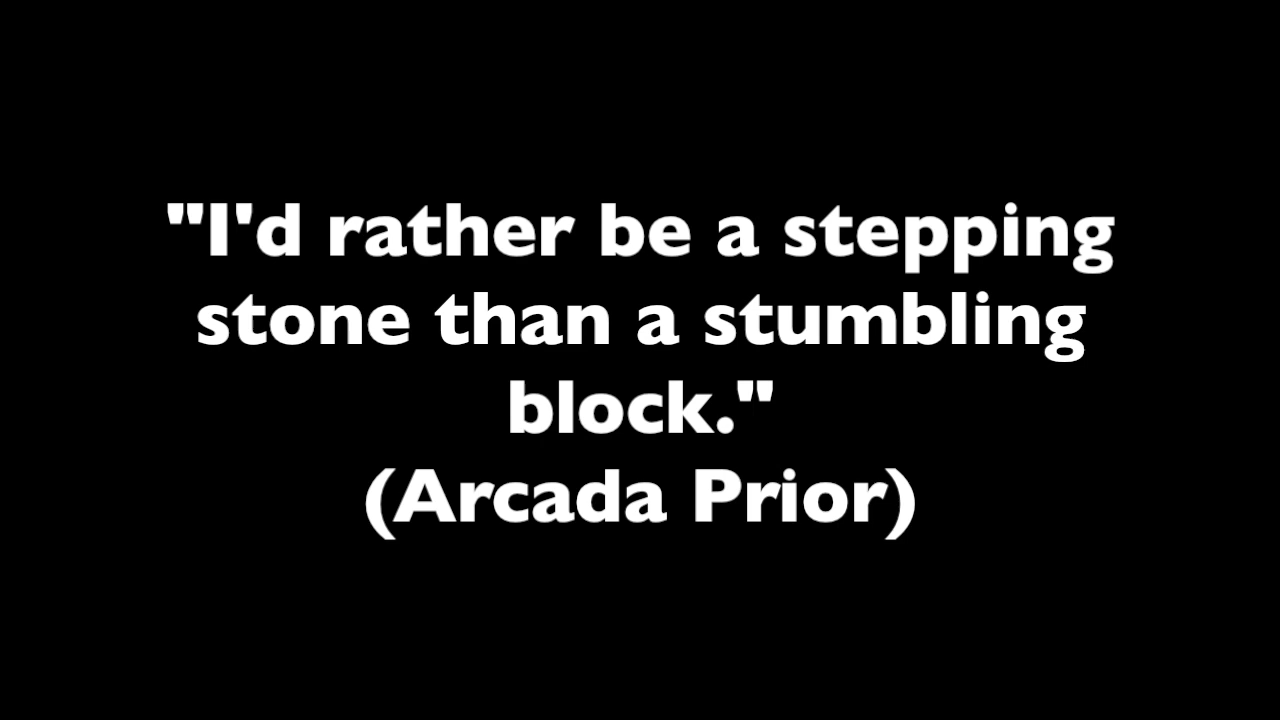 "I'd rather be a stepping
stone than a stumbling
block."
(Arcada Prior)